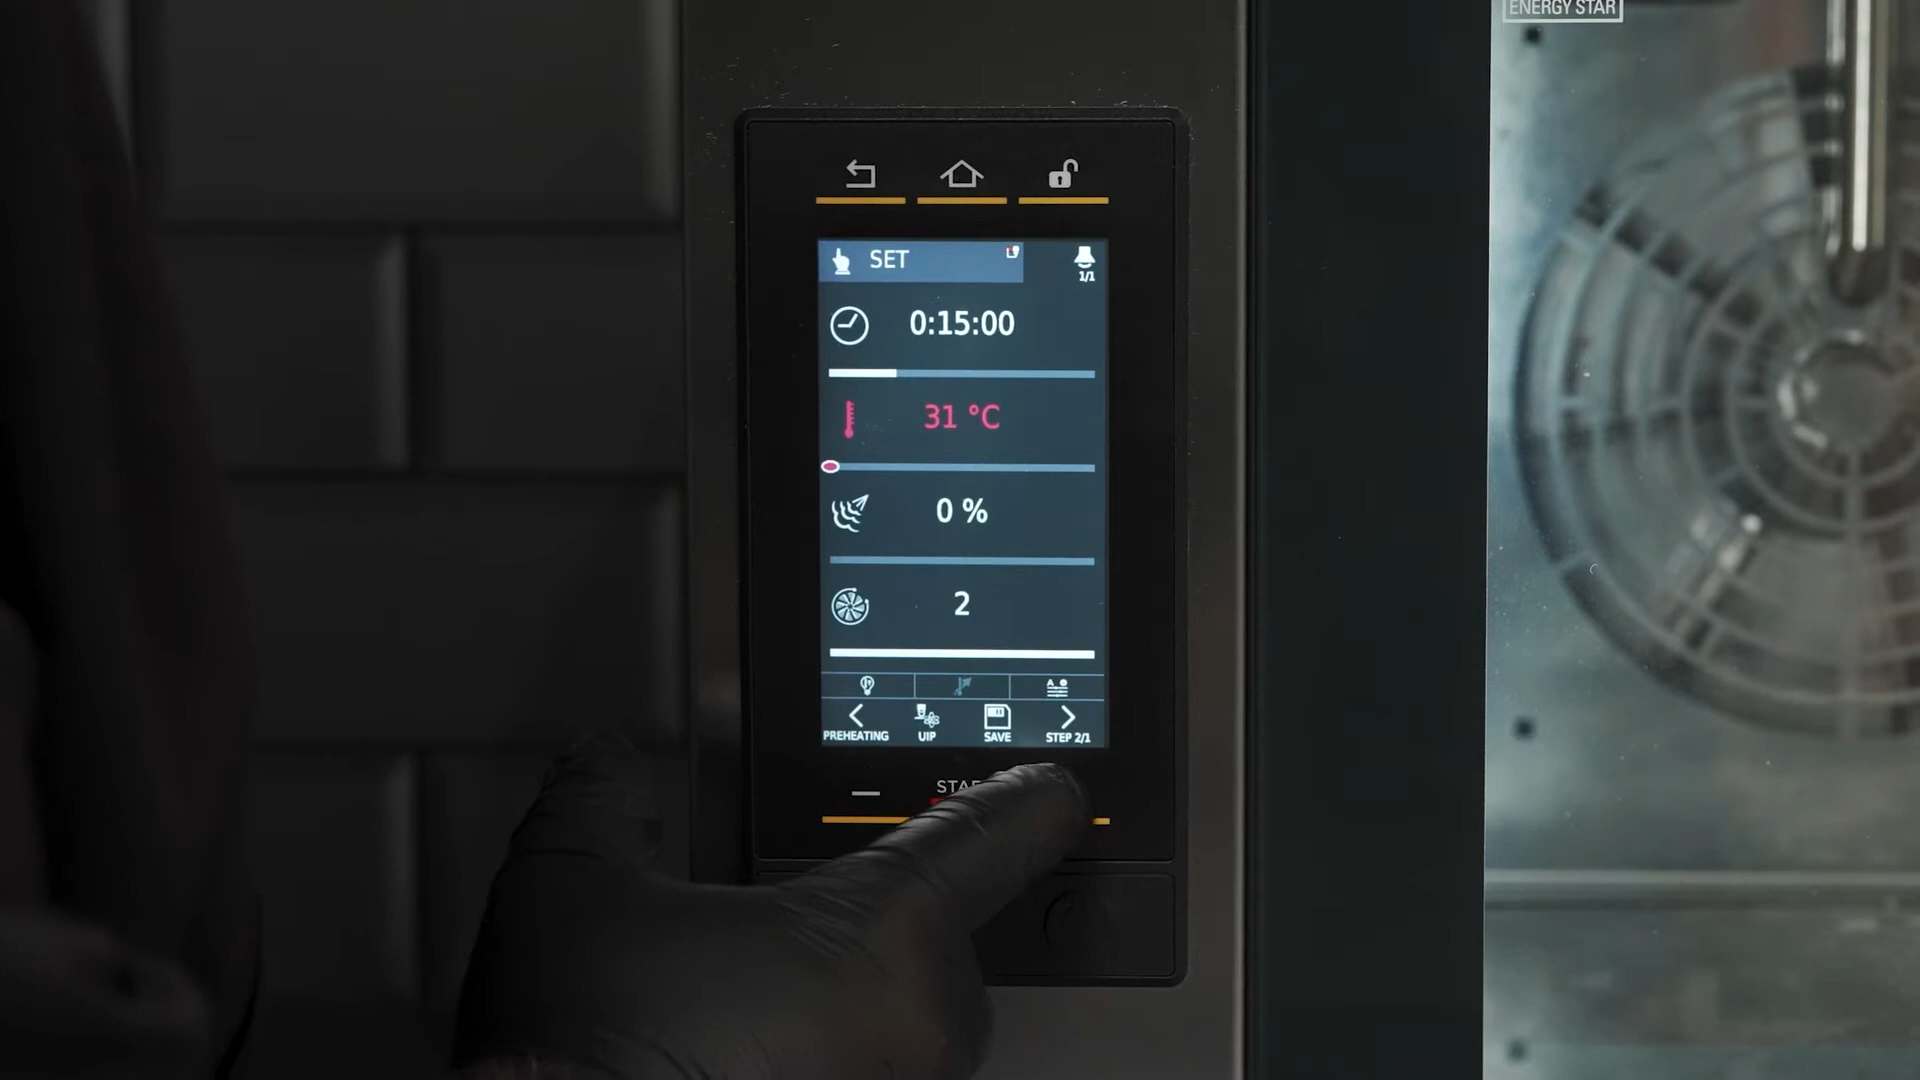 ENERGY STAR
SET
1/1
0:15:00
31 °C
0 %
2
PREHEATING
UIP
SAVE
STEP 2/1